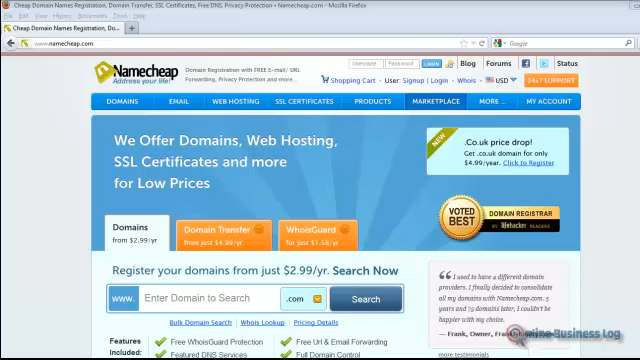 Cheap Domain Names Registration, Domain Transfer, SSL Certificates, Free DNS, Privacy Protection • Namecheap.com - Mozilla Firefox
File Edit View History Bookmarks Tools Help
Cheap Domain Names Registration, Do...
www.namecheap.com
Google
Namecheap
Address your life!
Domain Registration with FREE E-mail/ URL
Forwarding, Privacy Protection and more...
Username Password LOGIN Blog Forums Status
Shopping Cart User: Signup | Login Whois USD 24x7 SUPPORT
DOMAINS EMAIL WEB HOSTING SSL CERTIFICATES PRODUCTS MARKETPLACE MORE ... MY ACCOUNT
We Offer Domains, Web Hosting,
SSL Certificates and more
for Low Prices
NEW
.Co.uk price drop!
Get .co.uk domain for only
$4.99/year. Click to Register
VOTED
BEST
DOMAIN REGISTRAR
BY lifehacker READERS
Domains
from $2.99/yr
Domain Transfer
from just $4.99/yr
WhoisGuard
for just $1.58/yr
Register your domains from just $2.99/yr. Search Now
www. Enter Domain to Search .com Search
Bulk Domain Search Whois Lookup Pricing Details
Features
Included:
Free WhoisGuard Protection
Free Url & Email Forwarding
Featured DNS Services
Full Domain Control
I used to have 4 different domain
providers. I finally decided to consolidate
all my domains with Namecheap.com. 3
years and 75 domains later, I couldn't be
happier with my choice.
— Frank, Owner,
more testimonials
Online Business Log